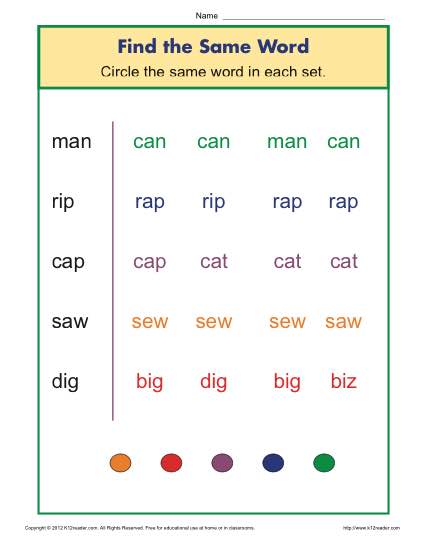 Name
Find the Same Word
Circle the same word in each set.
man can can man can
rip rap rip rap rap
cap cap cat cat cat
saw sew sew sew saw
dig big dig big biz
Copyright © 2012 K12reader.com. All Rights Reserved. Free for educational use at home or in classrooms. http://www.k12reader.com